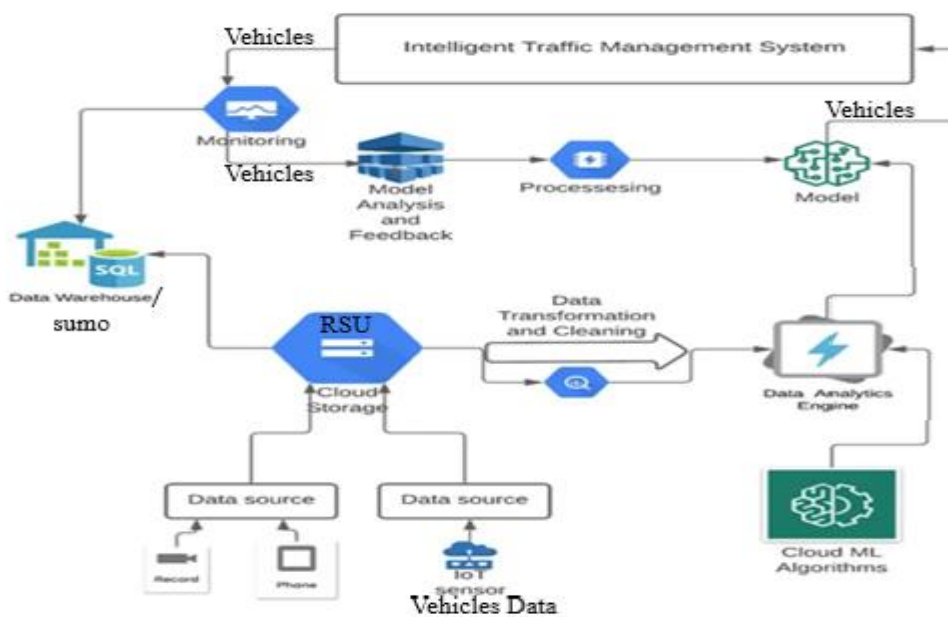 Vehicles
Intelligent Traffic Management System
Vehicles
Monitoring
Vehicles
Model
Analysis
and
Feedback
Processesing
Model
SQL
Data Warehouse/
sumo
RSU
Cloud
Storage
Data
Transformation
and Cleaning
Data Analytics
Engine
Data source
Data source
Record
Phone
IoT
sensor
Vehicles Data
Cloud ML
Algorithms